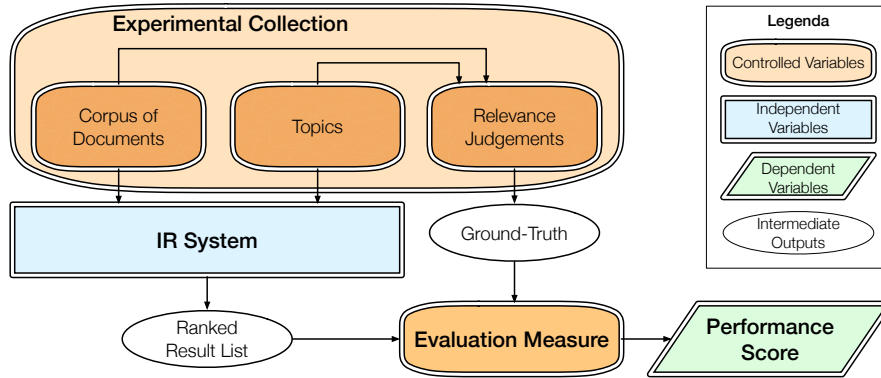 Experimental Collection
Corpus of
Documents
Topics
Relevance
Judgements
IR System
Ground-Truth
Ranked
Result List
Evaluation Measure
Performance
Score
Legenda
Controlled Variables
Independent
Variables
Dependent
Variables
Intermediate
Outputs